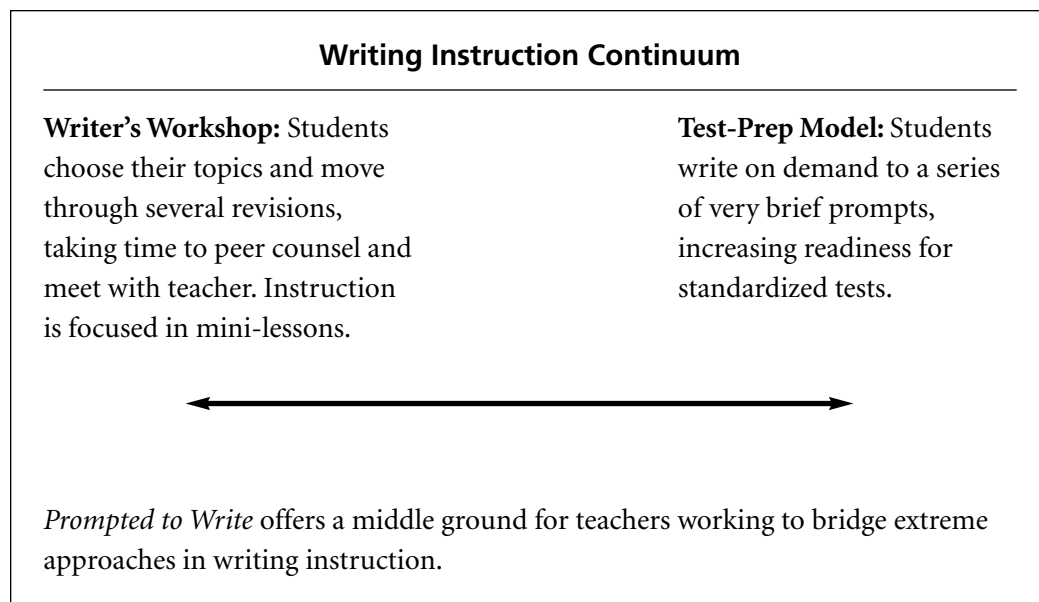 Writing Instruction Continuum
Writer’s Workshop: Students
choose their topics and move
through several revisions,
taking time to peer counsel and
meet with teacher. Instruction
is focused in mini-lessons.
Test-Prep Model: Students
write on demand to a series
of very brief prompts,
increasing readiness for
standardized tests.
Prompted to Write offers a middle ground for teachers working to bridge extreme
approaches in writing instruction.